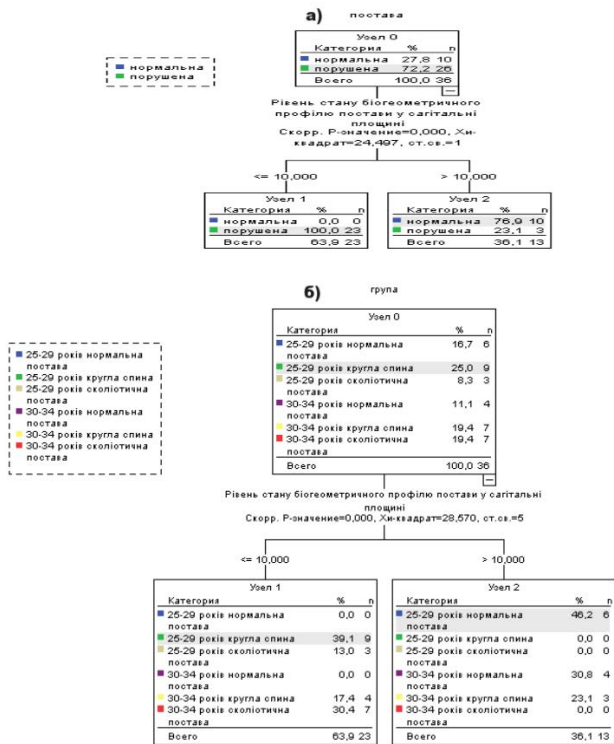 а) постава
нормальна
порушена
Узел 0
Категория % n
нормальна 27,8 10
порушена 72,2 26
Всего 100,0 36
Рівень стану біогеометричного
профілю постави у сагітальній
площині
Скорр. P-значение=0,000, Хи-
квадрат=24,497, ст.св.=1
<= 10,000
> 10,000
Узел 1
Категория % n
нормальна 0,0 0
порушена 100,0 23
Всего 63,9 23
Узел 2
Категория % n
нормальна 76,9 10
порушена 23,1 3
Всего 36,1 13
б) група
25-29 років нормальна
постава
25-29 років кругла спина
25-29 років сколіотична
постава
30-34 років нормальна
постава
30-34 років кругла спина
30-34 років сколіотична
постава
Узел 0
Категория % n
25-29 років нормальна 16,7 6
постава
25-29 років кругла спина 25,0 9
25-29 років сколіотична 8,3 3
постава
30-34 років нормальна 11,1 4
постава
30-34 років кругла спина 19,4 7
30-34 років сколіотична 19,4 7
постава
Всего 100,0 36
Рівень стану біогеометричного профілю постави у сагітальній
площині
Скорр. P-значение=0,000, Хи-квадрат=28,570, ст.св.=5
<= 10,000
> 10,000
Узел 1
Категория % n
25-29 років нормальна 0,0 0
постава
25-29 років кругла спина 39,1 9
25-29 років сколіотична 13,0 3
постава
30-34 років нормальна 0,0 0
постава
30-34 років кругла спина 17,4 4
30-34 років сколіотична 30,4 7
постава
Всего 63,9 23
Узел 2
Категория % n
25-29 років нормальна 46,2 6
постава
25-29 років кругла спина 0,0 0
25-29 років сколіотична 0,0 0
постава
30-34 років нормальна 30,8 4
постава
30-34 років кругла спина 23,1 3
30-34 років сколіотична 0,0 0
постава
Всего 36,1 13